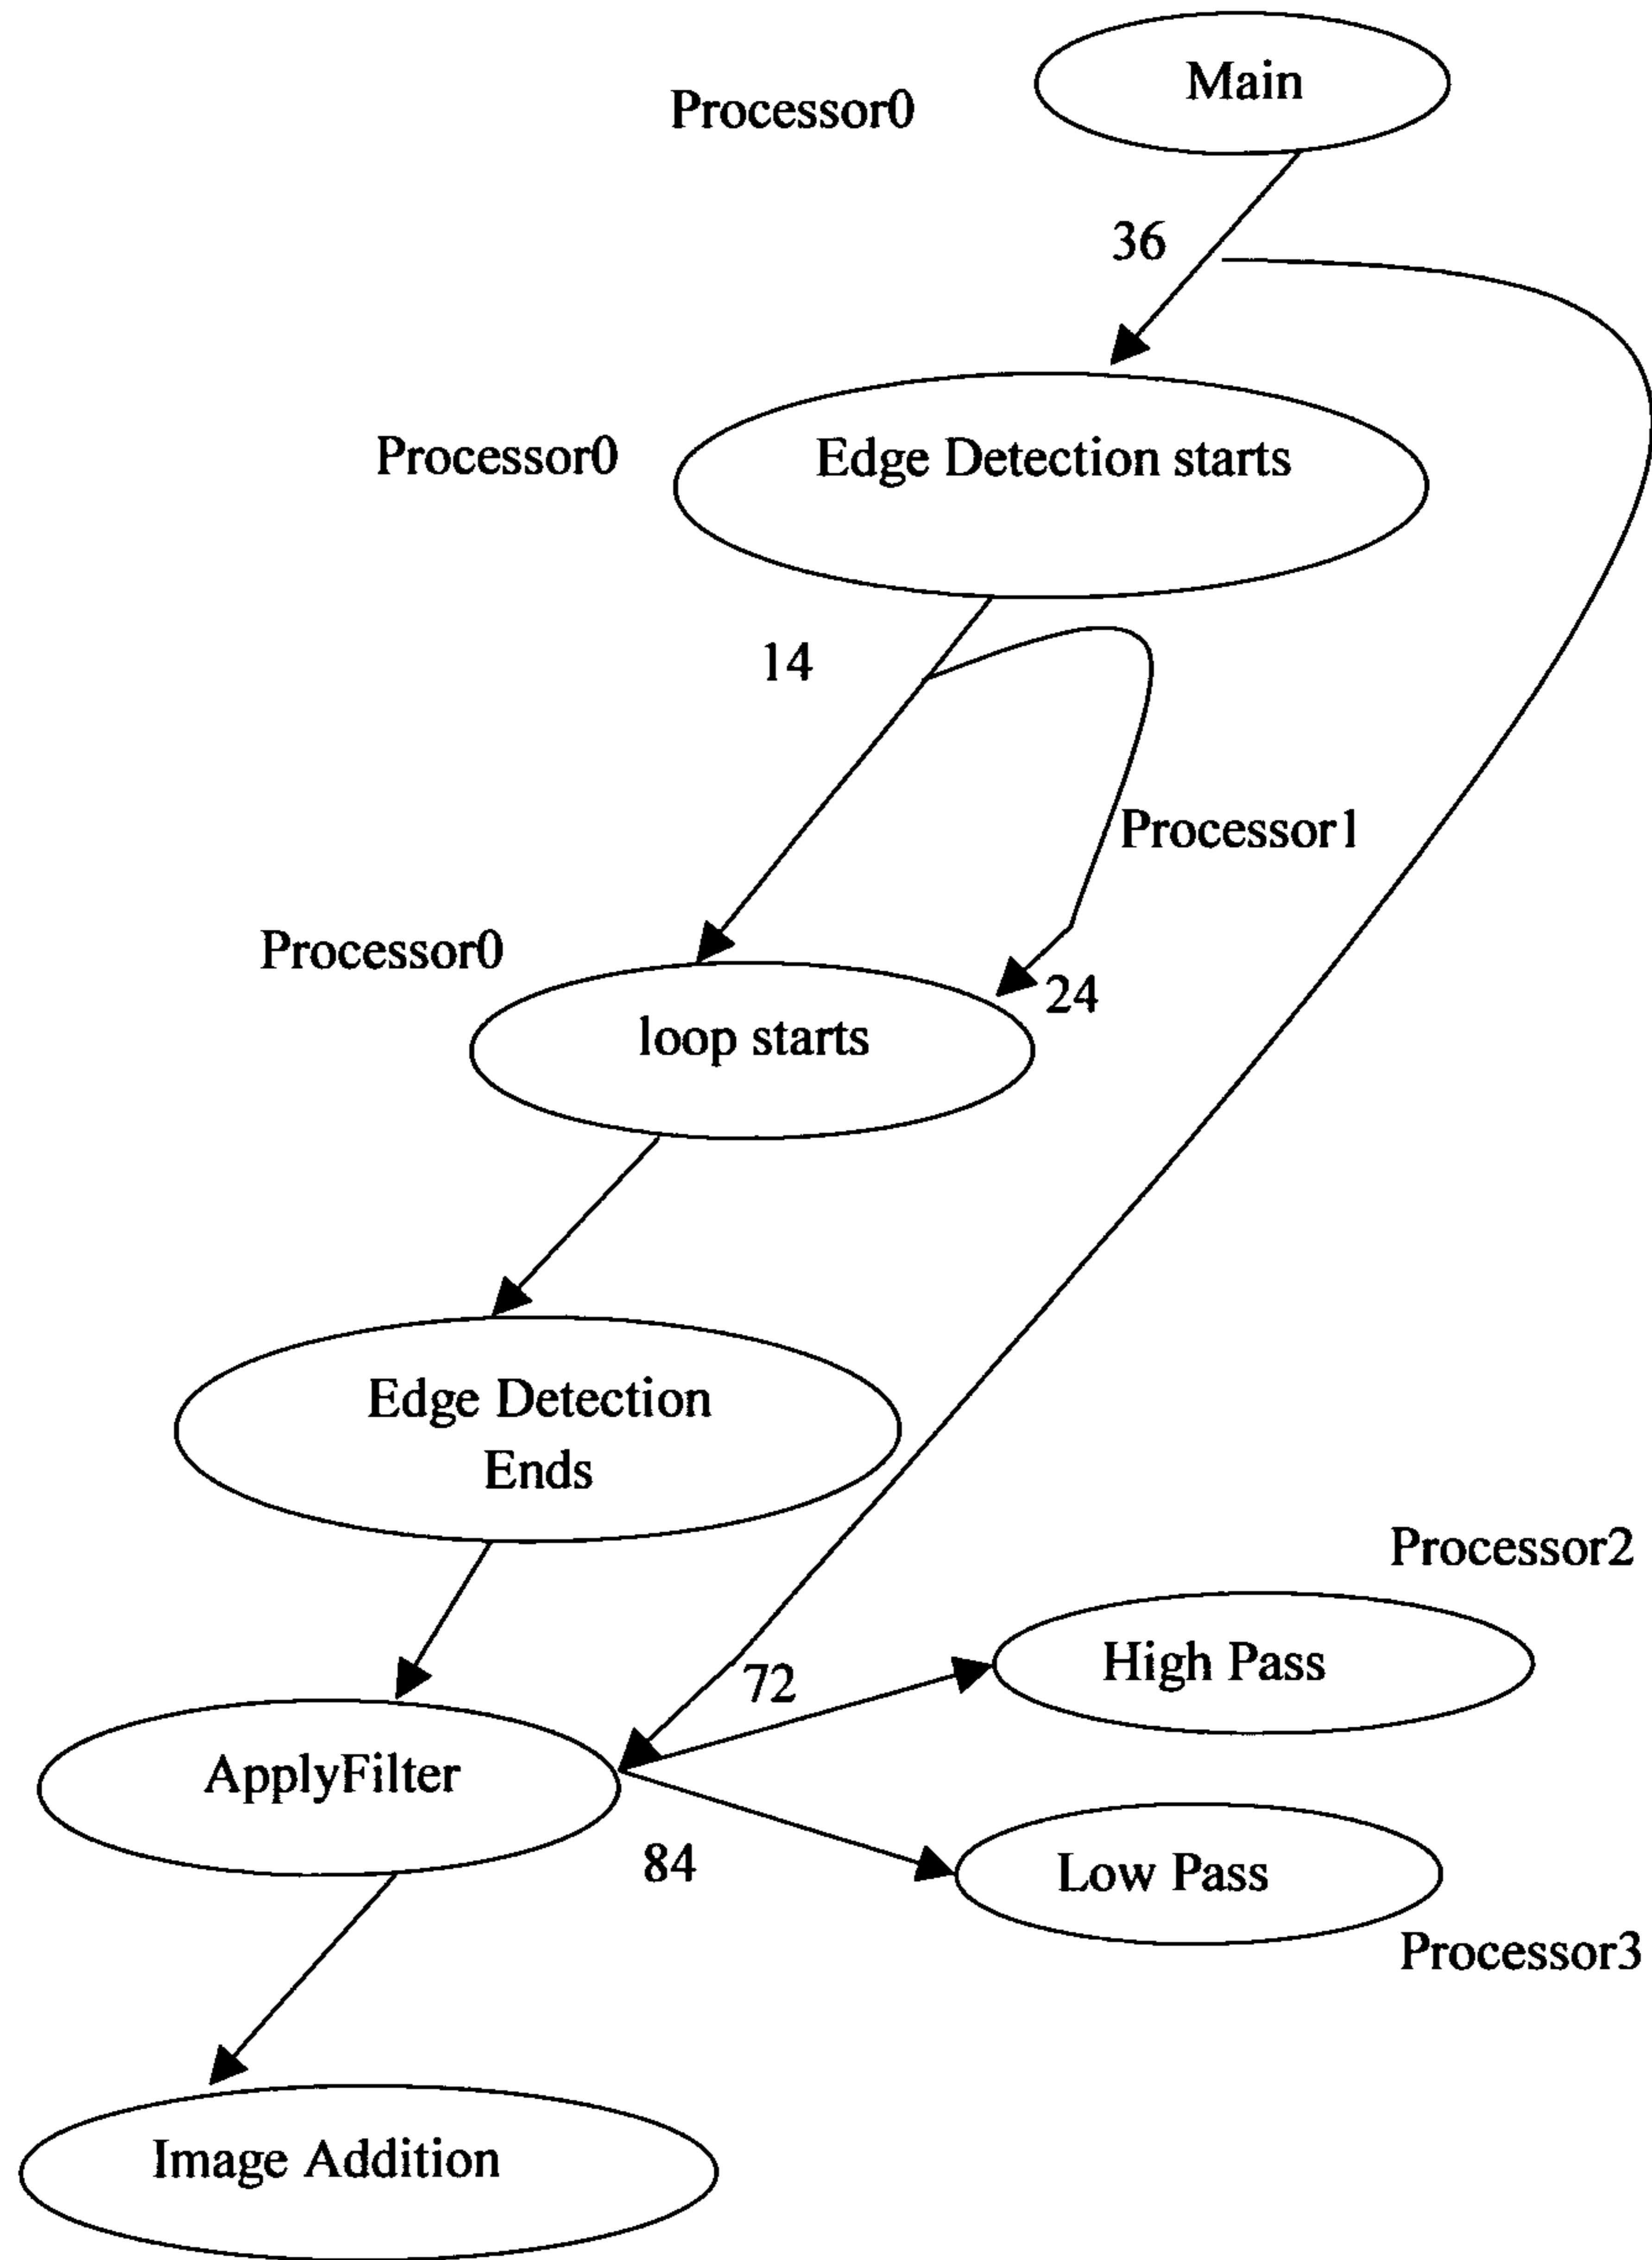 Main
Processor0
36
Processor0
Edge Detection starts
14
Processor1
Processor0
24
loop starts
Edge Detection
Ends
Processor2
High Pass
72
ApplyFilter
84
Low Pass
Processor3
Image Addition